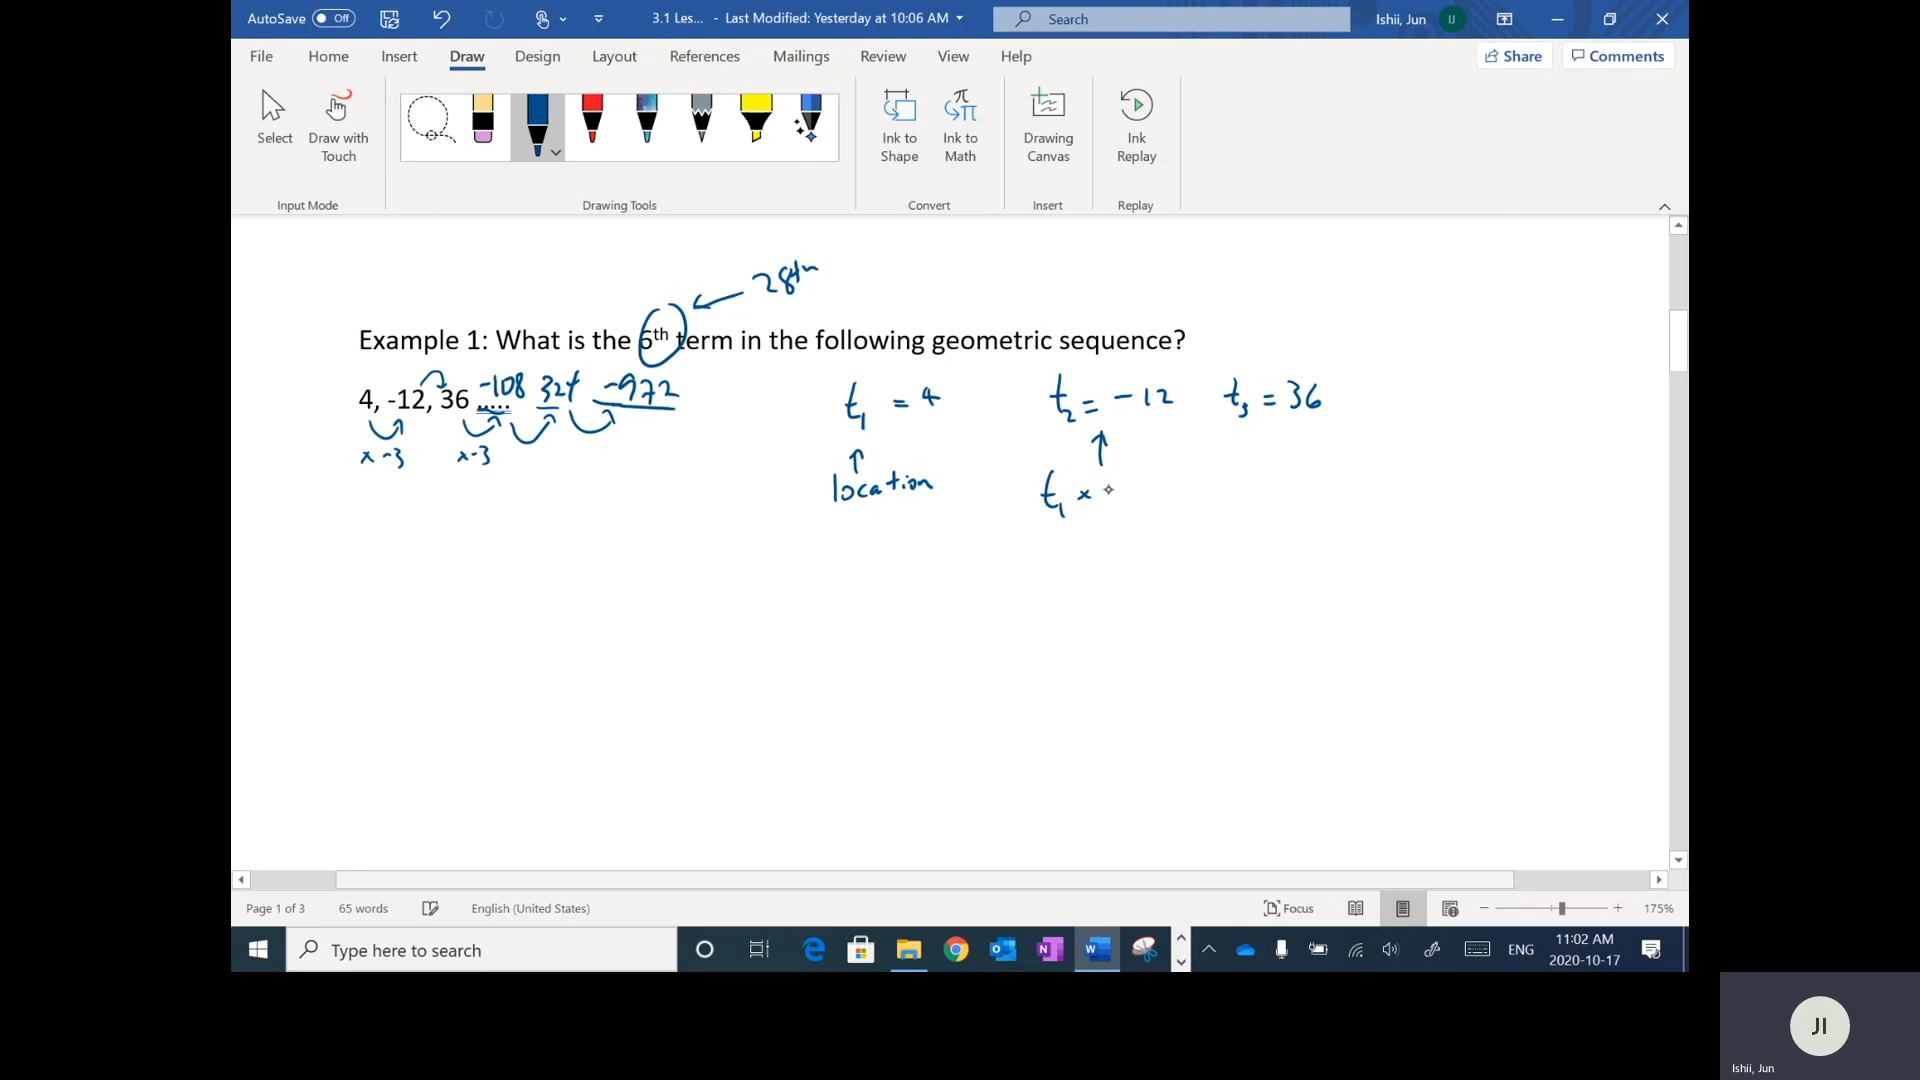 AutoSave Off 3.1 Les... - Last Modified: Yesterday at 10:06 AM Search Ishii, Jun IJ
File Home Insert Draw Design Layout References Mailings Review View Help Share Comments
Select Draw with Touch Ink to Shape Ink to Math Drawing Canvas Ink Replay
Input Mode Drawing Tools Convert Insert Replay
28th
Example 1: What is the 6th term in the following geometric sequence?
4, -12, 36 ..... -108 324 -972
x -3 x -3
t1 = 4 t2 = -12 t3 = 36
location
t1 x
Page 1 of 3 65 words English (United States) Focus 175%
Type here to search ENG 11:02 AM
2020-10-17
JI
Ishii, Jun